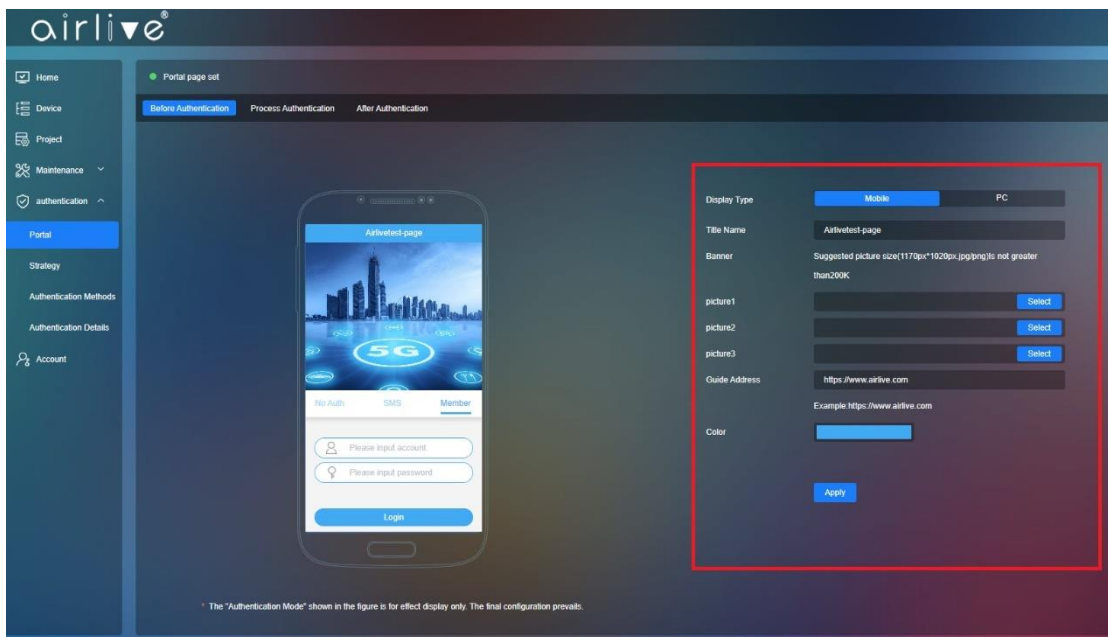 airlive®
Home
Device
Project
Maintenance
authentication
Portal
Strategy
Authentication Methods
Authentication Details
Account
Portal page set
Before Authentication Process Authentication After Authentication
Airlivetest-page
5G
No Auth SMS Member
Please input account
Please input password
Login
Display Type Mobile PC
Title Name Airlivetest-page
Banner Suggested picture size(1170px*1020px.jpg/png)Is not greater
than200K
picture1 Select
picture2 Select
picture3 Select
Guide Address https://www.airlive.com
Example:https://www.airlive.com
Color
Apply
* The "Authentication Mode" shown in the figure is for effect display only. The final configuration prevails.